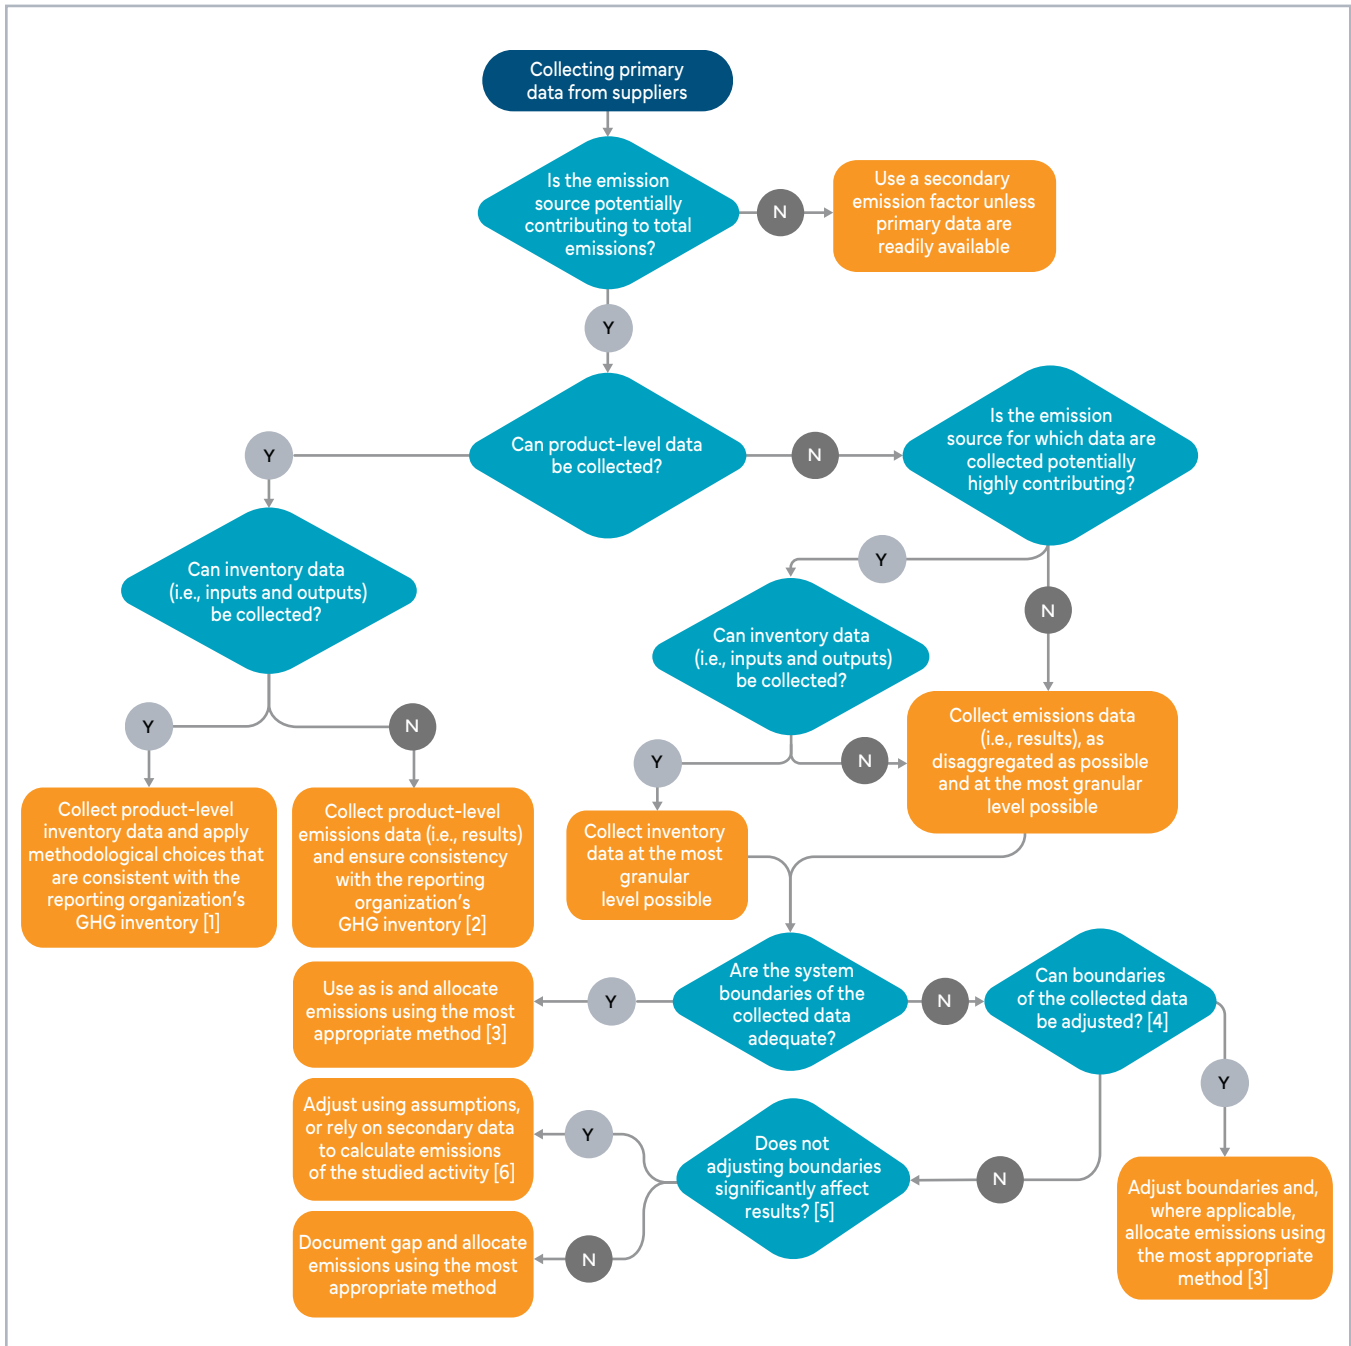 Collecting primary
data from suppliers
Is the emission
source potentially
contributing to total
emissions?
N
Use a secondary
emission factor unless
primary data are
readily available
Y
Can product-level data
be collected?
Y
N
Is the emission
source for which data are
collected potentially
highly contributing?
Can inventory data
(i.e., inputs and outputs)
be collected?
Y
N
Can inventory data
(i.e., inputs and outputs)
be collected?
Y
N
Collect product-level
inventory data and apply
methodological choices that
are consistent with the
reporting organization's
GHG inventory [1]
Collect product-level
emissions data (i.e., results)
and ensure consistency
with the reporting
organization's
GHG inventory [2]
Y
N
Collect emissions data
(i.e., results), as
disaggregated as possible
and at the most granular
level possible
Collect inventory
data at the most
granular
level possible
Are the system
boundaries of the
collected data
adequate?
Y
N
Use as is and allocate
emissions using the most
appropriate method [3]
Can boundaries
of the collected data
be adjusted? [4]
Y
N
Adjust boundaries and,
where applicable,
allocate emissions using
the most appropriate
method [3]
Does not
adjusting boundaries
significantly affect
results? [5]
Y
Adjust using assumptions,
or rely on secondary data
to calculate emissions
of the studied activity [6]
N
Document gap and allocate
emissions using the most
appropriate method